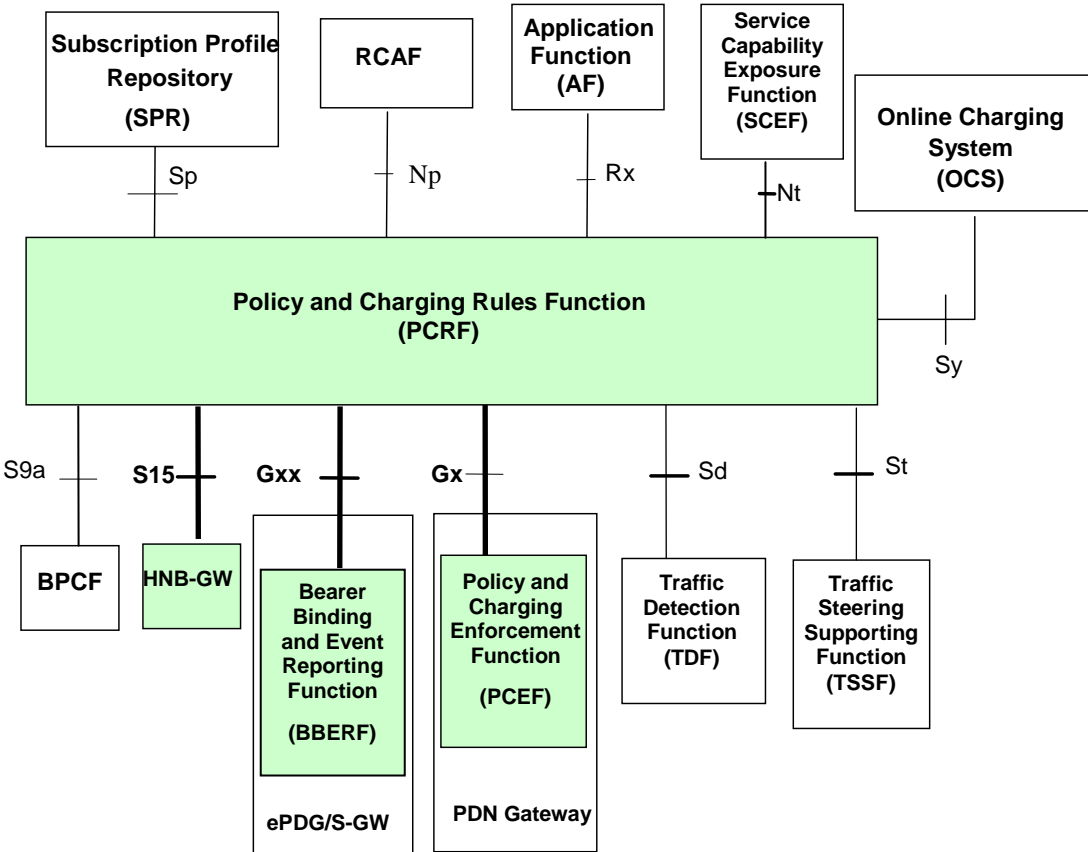 Subscription Profile
Repository
(SPR)
RCAF
Application
Function
(AF)
Service
Capability
Exposure
Function
(SCEF)
Online Charging
System
(OCS)
Sp
Np
Rx
Nt
Policy and Charging Rules Function
(PCRF)
Sy
S9a
S15
Gxx
Gx
Sd
St
BPCF
HNB-GW
Bearer
Binding
and Event
Reporting
Function
(BBERF)
ePDG/S-GW
Policy and
Charging
Enforcement
Function
(PCEF)
PDN Gateway
Traffic
Detection
Function
(TDF)
Traffic
Steering
Supporting
Function
(TSSF)